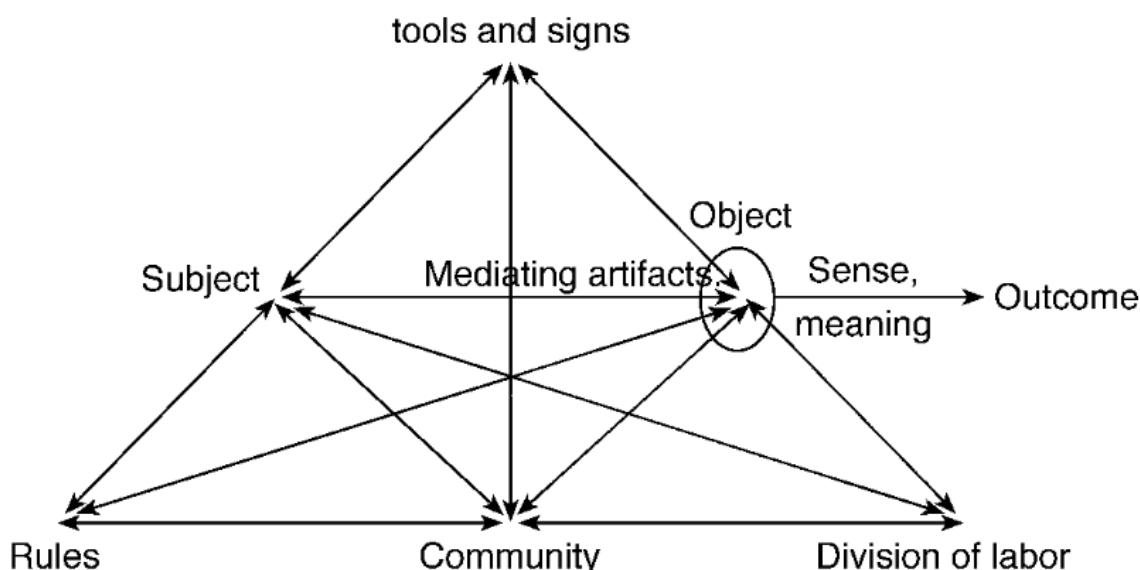 tools and signs
Object
Subject
Mediating artifacts,
Sense,
meaning
Outcome
Rules
Community
Division of labor